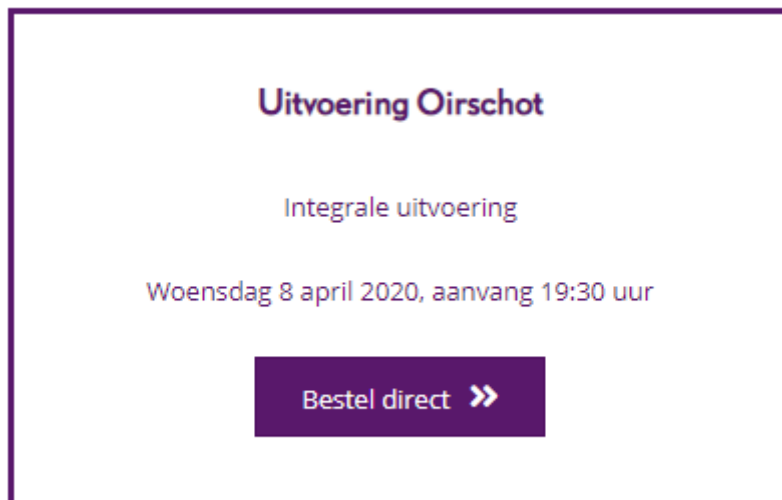 Uitvoering Oirschot
Integrale uitvoering
Woensdag 8 april 2020, aanvang 19:30 uur
Bestel direct »